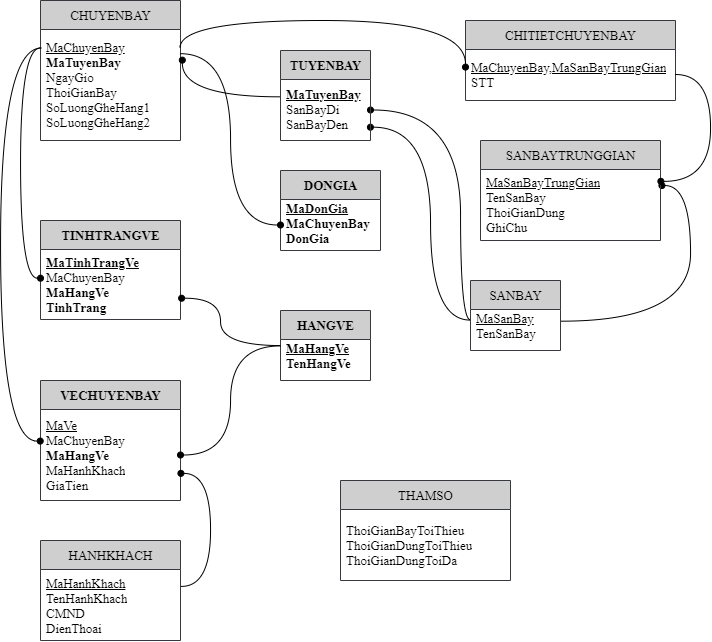 CHUYENBAY
MaChuyenBay
MaTuyenBay
NgayGio
ThoiGianBay
SoLuongGheHang1
SoLuongGheHang2
TUYENBAY
MaTuyenBay
SanBayDi
SanBayDen
CHITIETCHUYENBAY
MaChuyenBay,MaSanBayTrungGian
STT
SANBAYTRUNGGIAN
MaSanBayTrungGian
TenSanBay
ThoiGianDung
GhiChu
DONGIA
MaDonGia
MaChuyenBay
DonGia
TINHTRANGVE
MaTinhTrangVe
MaChuyenBay
MaHangVe
TinhTrang
SANBAY
MaSanBay
TenSanBay
HANGVE
MaHangVe
TenHangVe
VECHUYENBAY
MaVe
MaChuyenBay
MaHangVe
MaHanhKhach
GiaTien
THAMSO
ThoiGianBayToiThieu
ThoiGianDungToiThieu
ThoiGianDungToiDa
HANHKHACH
MaHanhKhach
TenHanhKhach
CMND
DienThoai